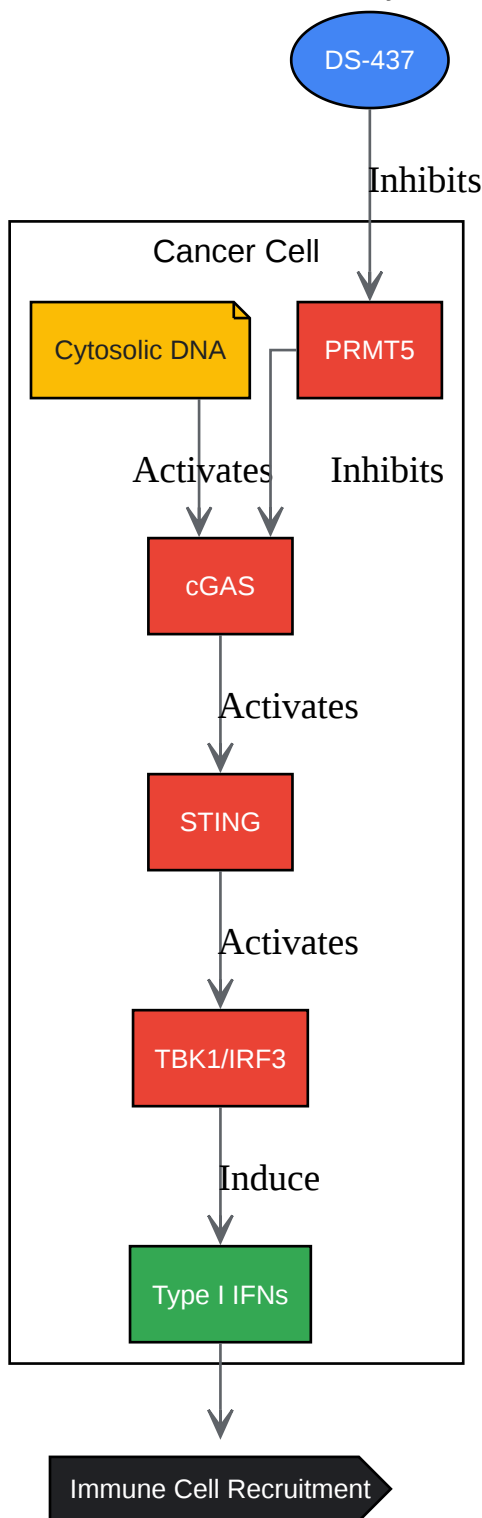 DS-437
Inhibits
Cancer Cell
Cytosolic DNA
PRMT5
Activates
Inhibits
cGAS
Activates
STING
Activates
TBK1/IRF3
Induce
Type I IFNs
Immune Cell Recruitment